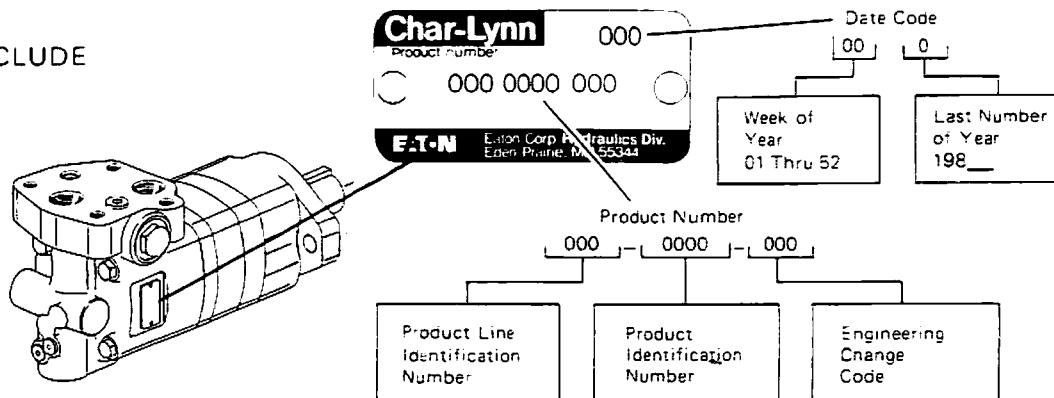 CLUDE
Char-Lynn
000
Product Number
000 0000 000
EATON
Eaton Corp. Hydraulics Div.
Eden Prairie, MN 55344
Date Code
00 0
Week of
Year
01 Thru 52
Last Number
of Year
198__
Product Number
000 - 0000 - 000
Product Line
Identification
Number
Product
Identification
Number
Engineering
Change
Code